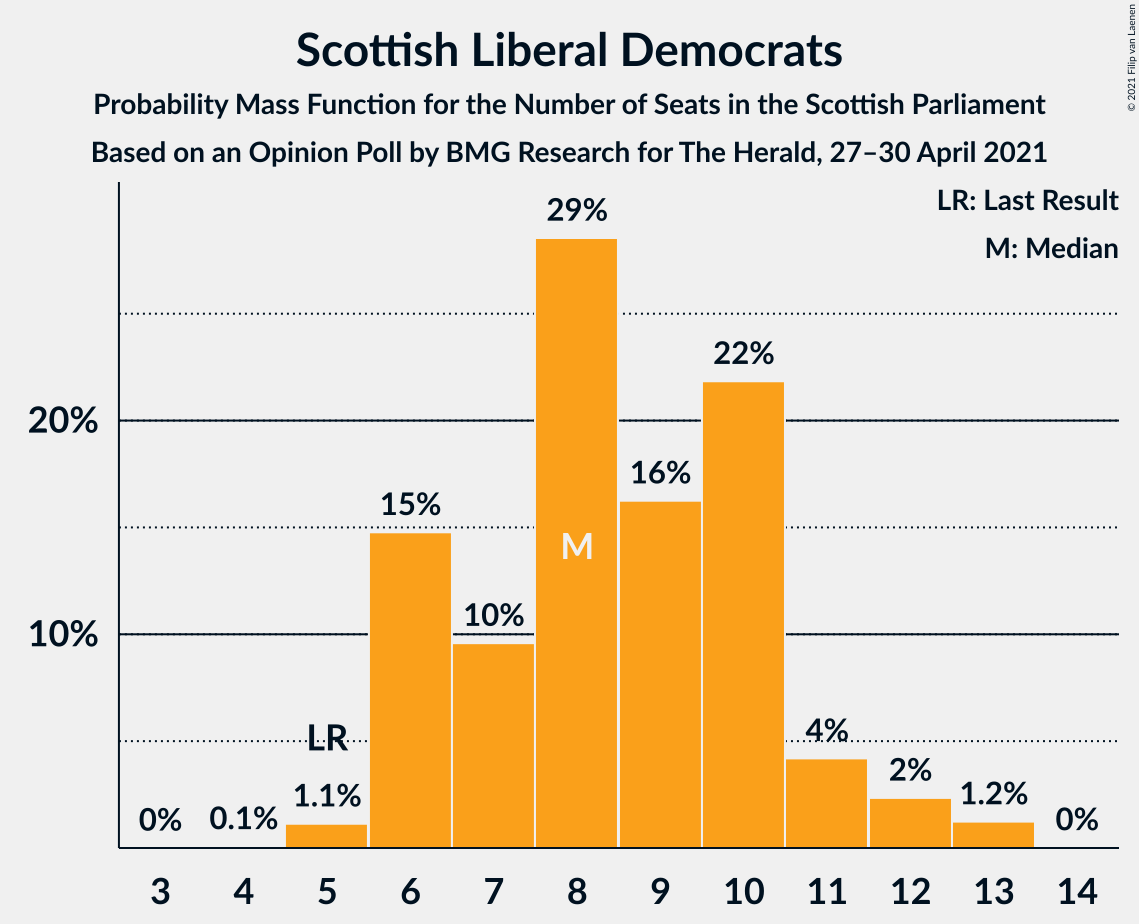 Scottish Liberal Democrats
Probability Mass Function for the Number of Seats in the Scottish Parliament
Based on an Opinion Poll by BMG Research for The Herald, 27–30 April 2021
© 2021 Filip van Laenen
LR: Last Result
M: Median
29%
22%
20%
16%
15%
M
10%
10%
LR
4%
2%
1.1%
1.2%
0%
0.1%
0%
3 4 5 6 7 8 9 10 11 12 13 14